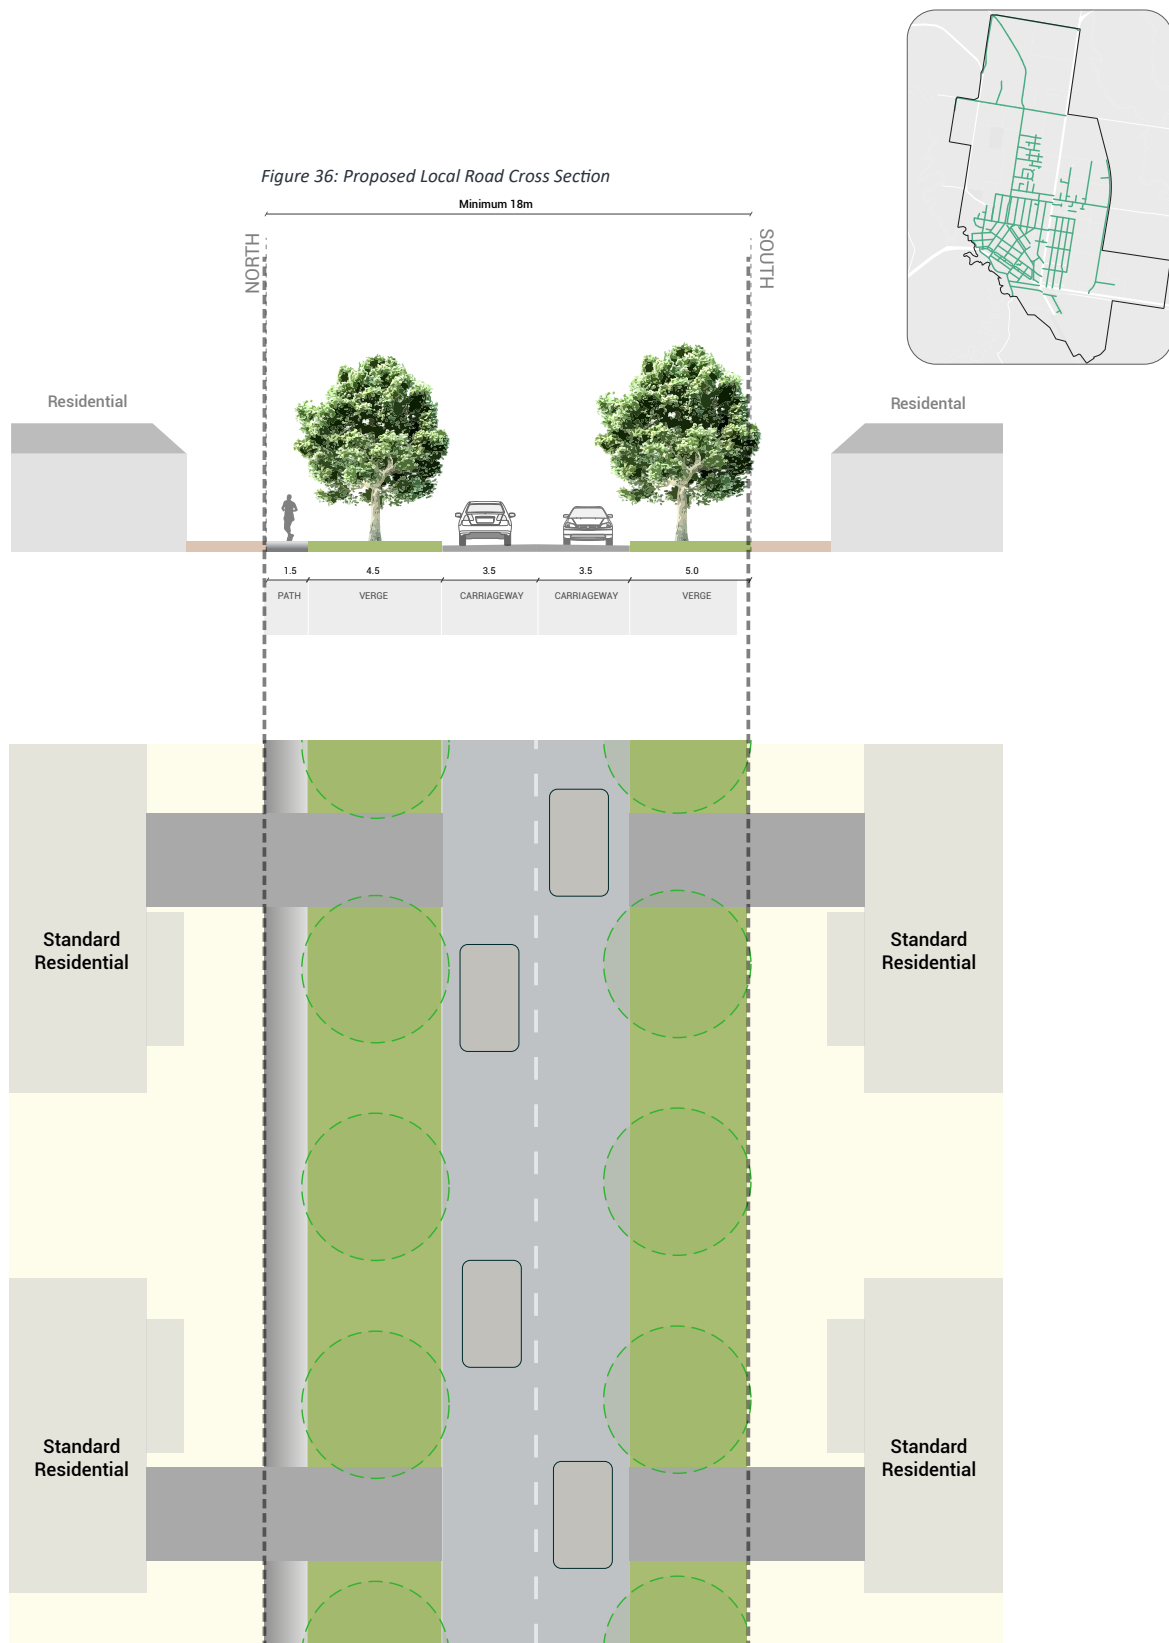 Figure 36: Proposed Local Road Cross Section
Minimum 18m
NORTH
SOUTH
Residential
Residental
1.5
4.5
3.5
3.5
5.0
PATH
VERGE
CARRIAGEWAY
CARRIAGEWAY
VERGE
Standard
Residential
Standard
Residential
Standard
Residential
Standard
Residential